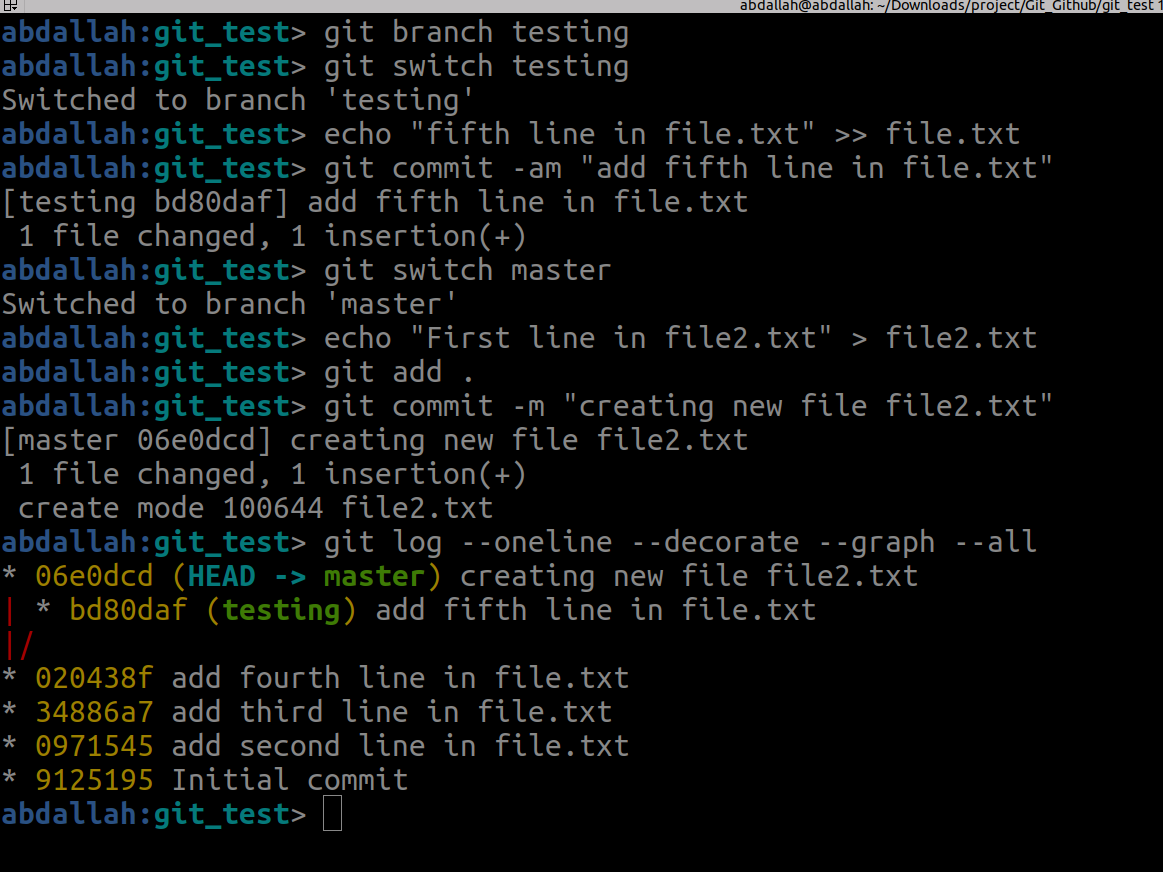 abdallah@abdallah: ~/Downloads/project/Git_Github/git_test 1
abdallah:git_test> git branch testing
abdallah:git_test> git switch testing
Switched to branch 'testing'
abdallah:git_test> echo "fifth line in file.txt" >> file.txt
abdallah:git_test> git commit -am "add fifth line in file.txt"
[testing bd80daf] add fifth line in file.txt
 1 file changed, 1 insertion(+)
abdallah:git_test> git switch master
Switched to branch 'master'
abdallah:git_test> echo "First line in file2.txt" > file2.txt
abdallah:git_test> git add .
abdallah:git_test> git commit -m "creating new file file2.txt"
[master 06e0dcd] creating new file file2.txt
 1 file changed, 1 insertion(+)
 create mode 100644 file2.txt
abdallah:git_test> git log --oneline --decorate --graph --all
* 06e0dcd (HEAD -> master) creating new file file2.txt
| * bd80daf (testing) add fifth line in file.txt
|/
* 020438f add fourth line in file.txt
* 34886a7 add third line in file.txt
* 0971545 add second line in file.txt
* 9125195 Initial commit
abdallah:git_test>